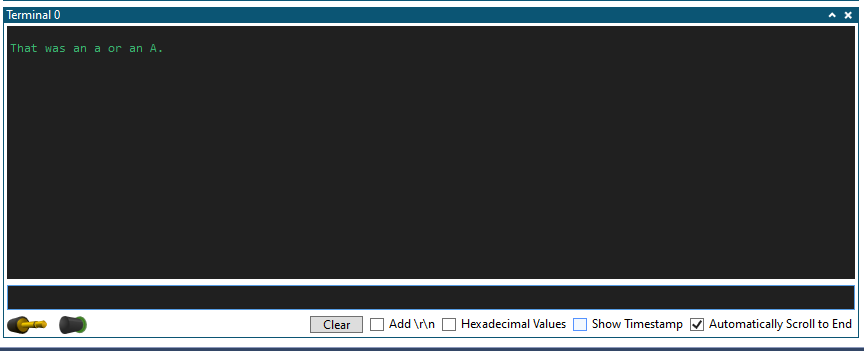 Terminal 0
That was an a or an A.
Clear
Add \r\n
Hexadecimal Values
Show Timestamp
Automatically Scroll to End